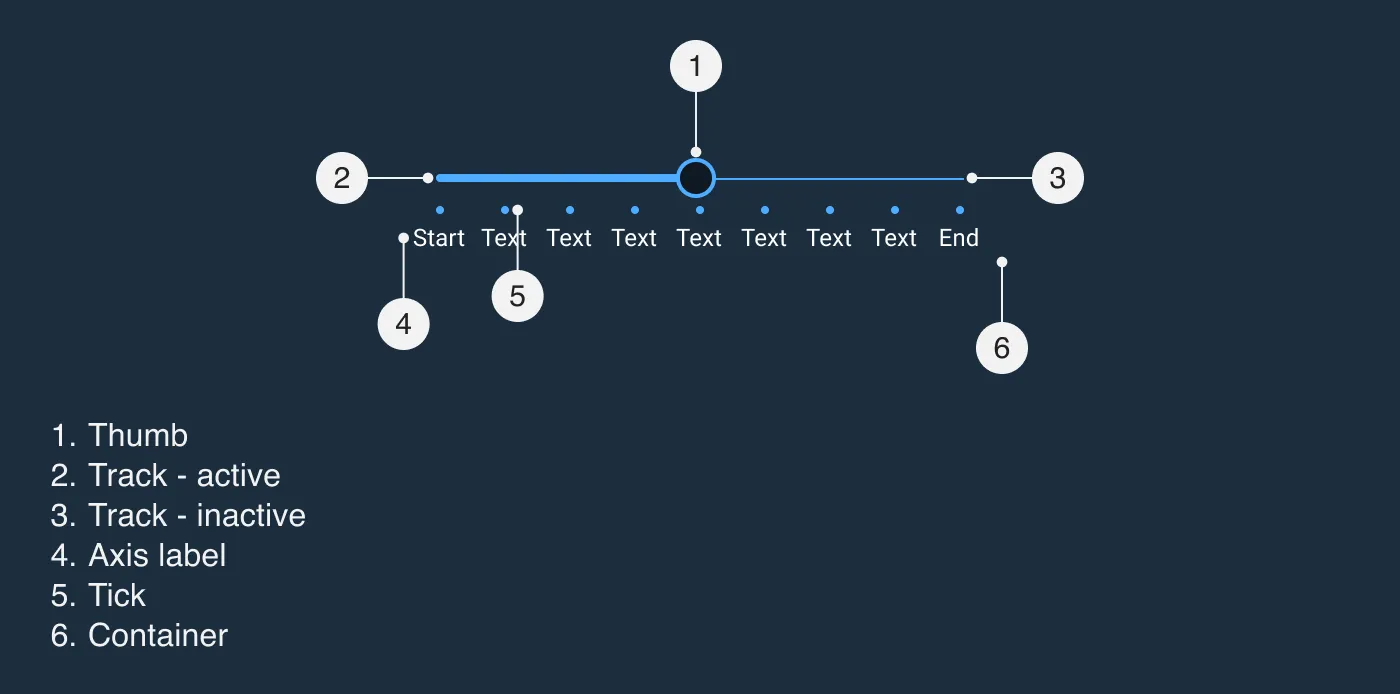 1
2
3
Start Text Text Text Text Text Text Text End
5
4
6
1. Thumb
2. Track - active
3. Track - inactive
4. Axis label
5. Tick
6. Container